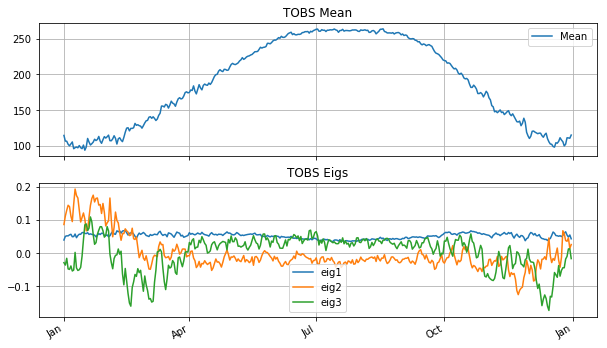 TOBS Mean
250
200
150
100
Mean
TOBS Eigs
0.2
0.1
0.0
−0.1
eig1
eig2
eig3
Jan
Apr
Jul
Oct
Jan